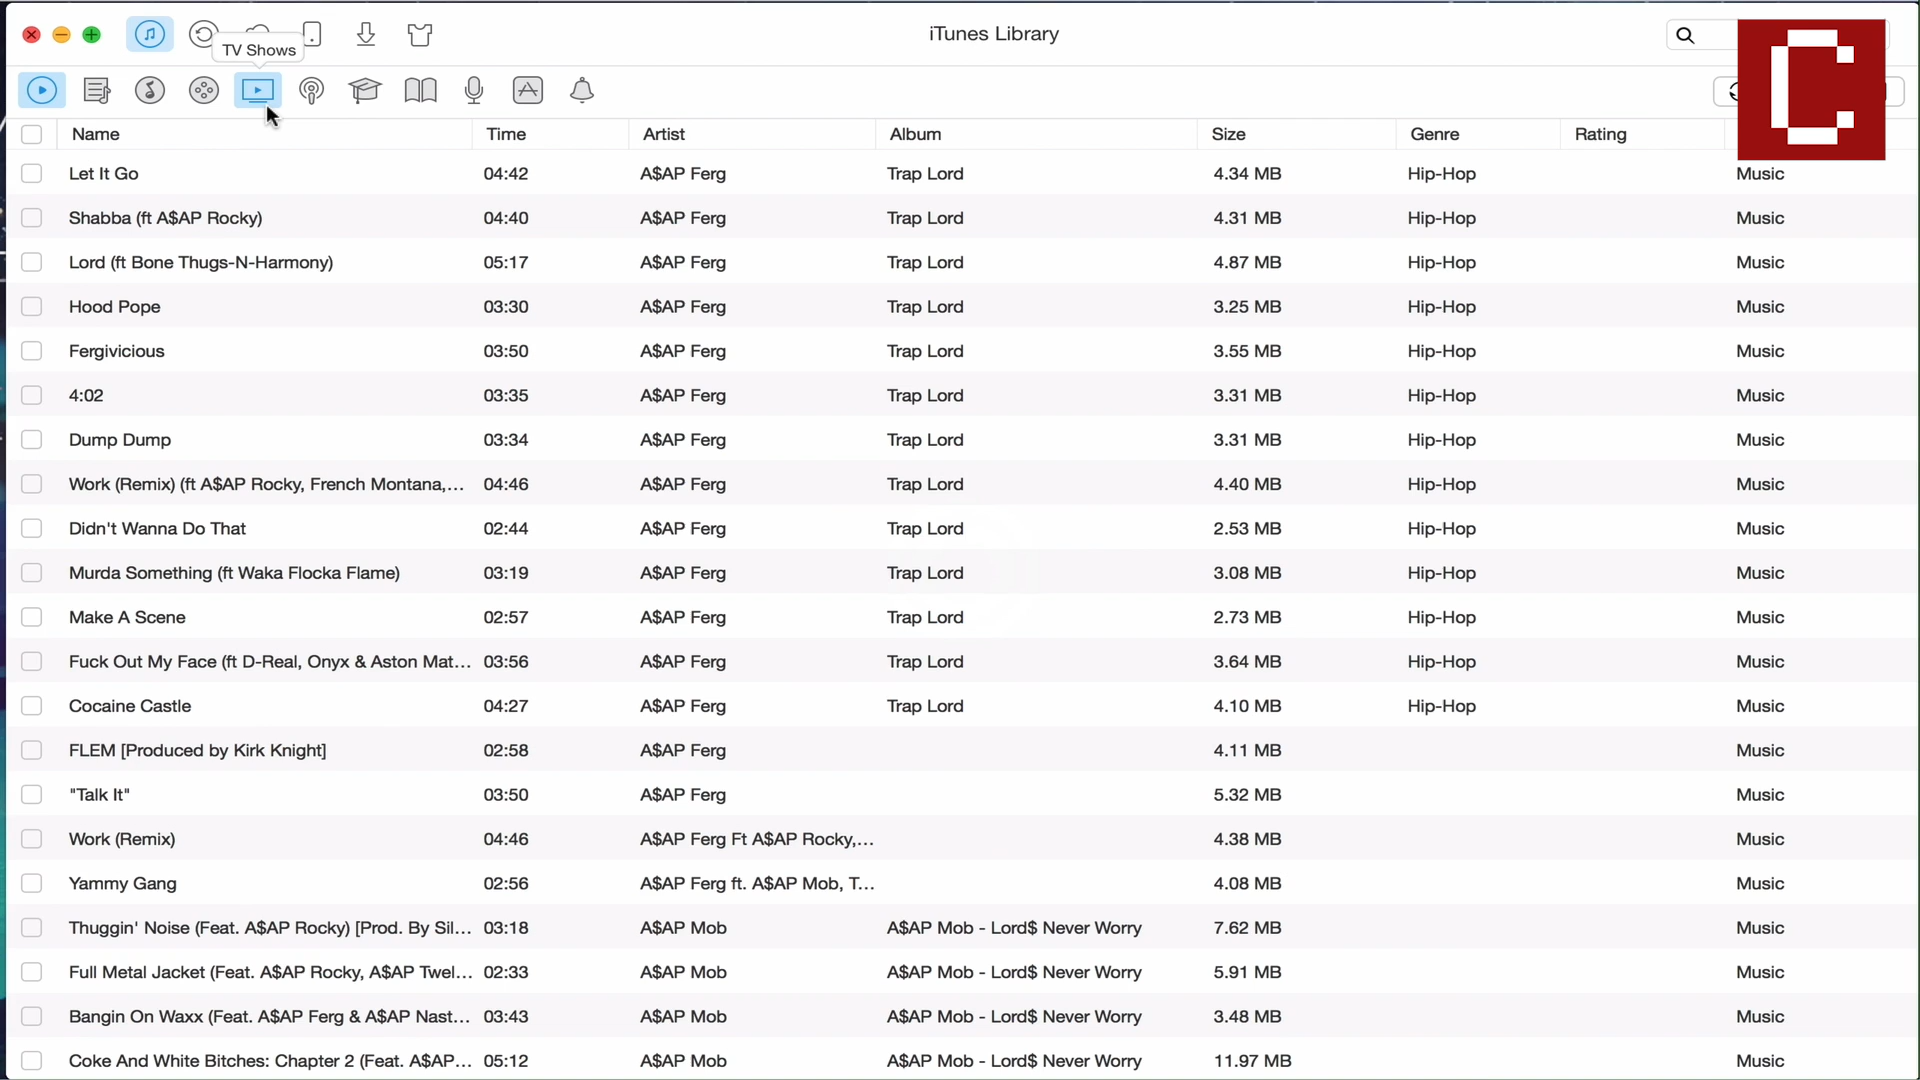 iTunes Library
TV Shows
Name Time Artist Album Size Genre Rating
Let It Go 04:42 A$AP Ferg Trap Lord 4.34 MB Hip-Hop Music
Shabba (ft A$AP Rocky) 04:40 A$AP Ferg Trap Lord 4.31 MB Hip-Hop Music
Lord (ft Bone Thugs-N-Harmony) 05:17 A$AP Ferg Trap Lord 4.87 MB Hip-Hop Music
Hood Pope 03:30 A$AP Ferg Trap Lord 3.25 MB Hip-Hop Music
Fergivicious 03:50 A$AP Ferg Trap Lord 3.55 MB Hip-Hop Music
4:02 03:35 A$AP Ferg Trap Lord 3.31 MB Hip-Hop Music
Dump Dump 03:34 A$AP Ferg Trap Lord 3.31 MB Hip-Hop Music
Work (Remix) (ft A$AP Rocky, French Montana,... 04:46 A$AP Ferg Trap Lord 4.40 MB Hip-Hop Music
Didn't Wanna Do That 02:44 A$AP Ferg Trap Lord 2.53 MB Hip-Hop Music
Murda Something (ft Waka Flocka Flame) 03:19 A$AP Ferg Trap Lord 3.08 MB Hip-Hop Music
Make A Scene 02:57 A$AP Ferg Trap Lord 2.73 MB Hip-Hop Music
Fuck Out My Face (ft D-Real, Onyx & Aston Mat... 03:56 A$AP Ferg Trap Lord 3.64 MB Hip-Hop Music
Cocaine Castle 04:27 A$AP Ferg Trap Lord 4.10 MB Hip-Hop Music
FLEM [Produced by Kirk Knight] 02:58 A$AP Ferg 4.11 MB Music
"Talk It" 03:50 A$AP Ferg 5.32 MB Music
Work (Remix) 04:46 A$AP Ferg Ft A$AP Rocky,... 4.38 MB Music
Yammy Gang 02:56 A$AP Ferg ft. A$AP Mob, T... 4.08 MB Music
Thuggin' Noise (Feat. A$AP Rocky) [Prod. By Sil... 03:18 A$AP Mob A$AP Mob - Lord$ Never Worry 7.62 MB Music
Full Metal Jacket (Feat. A$AP Rocky, A$AP Twel... 02:33 A$AP Mob A$AP Mob - Lord$ Never Worry 5.91 MB Music
Bangin On Waxx (Feat. A$AP Ferg & A$AP Nast... 03:43 A$AP Mob A$AP Mob - Lord$ Never Worry 3.48 MB Music
Coke And White Bitches: Chapter 2 (Feat. A$AP... 05:12 A$AP Mob A$AP Mob - Lord$ Never Worry 11.97 MB Music
C